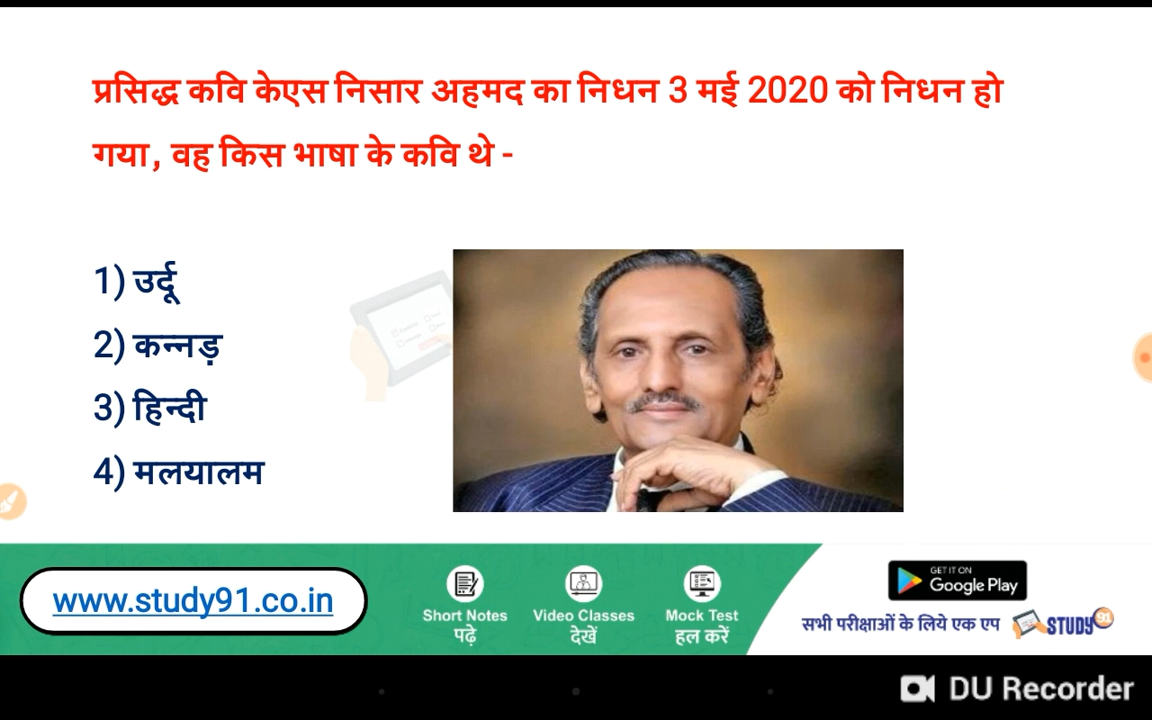 प्रसिद्ध कवि केएस निसार अहमद का निधन 3 मई 2020 को निधन हो
गया, वह किस भाषा के कवि थे -
1) उर्दू
2) कन्नड़
3) हिन्दी
4) मलयालम
www.study91.co.in
Short Notes
पढ़े
Video Classes
देखें
Mock Test
हल करें
GET IT ON
Google Play
सभी परीक्षाओं के लिये एक एप
STUDY 91
DU Recorder